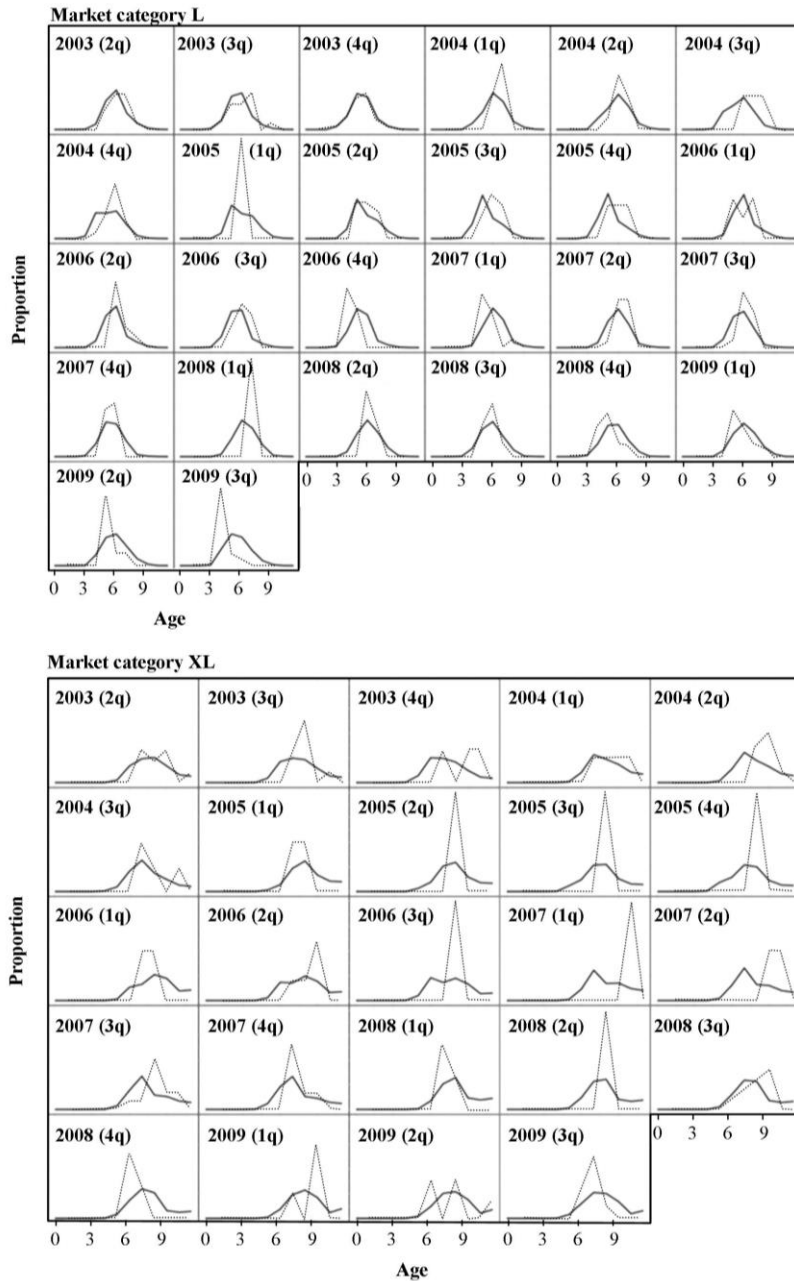 Market category L
2003 (2q) 2003 (3q) 2003 (4q) 2004 (1q) 2004 (2q) 2004 (3q)
2004 (4q) 2005 (1q) 2005 (2q) 2005 (3q) 2005 (4q) 2006 (1q)
2006 (2q) 2006 (3q) 2006 (4q) 2007 (1q) 2007 (2q) 2007 (3q)
Proportion
2007 (4q) 2008 (1q) 2008 (2q) 2008 (3q) 2008 (4q) 2009 (1q)
2009 (2q) 2009 (3q)
0 3 6 9 0 3 6 9 0 3 6 9 0 3 6 9
0 3 6 9 0 3 6 9
Age
Market category XL
2003 (2q) 2003 (3q) 2003 (4q) 2004 (1q) 2004 (2q)
2004 (3q) 2005 (1q) 2005 (2q) 2005 (3q) 2005 (4q)
2006 (1q) 2006 (2q) 2006 (3q) 2007 (1q) 2007 (2q)
Proportion
2007 (3q) 2007 (4q) 2008 (1q) 2008 (2q) 2008 (3q)
2008 (4q) 2009 (1q) 2009 (2q) 2009 (3q)
0 3 6 9
0 3 6 9 0 3 6 9 0 3 6 9 0 3 6 9
Age